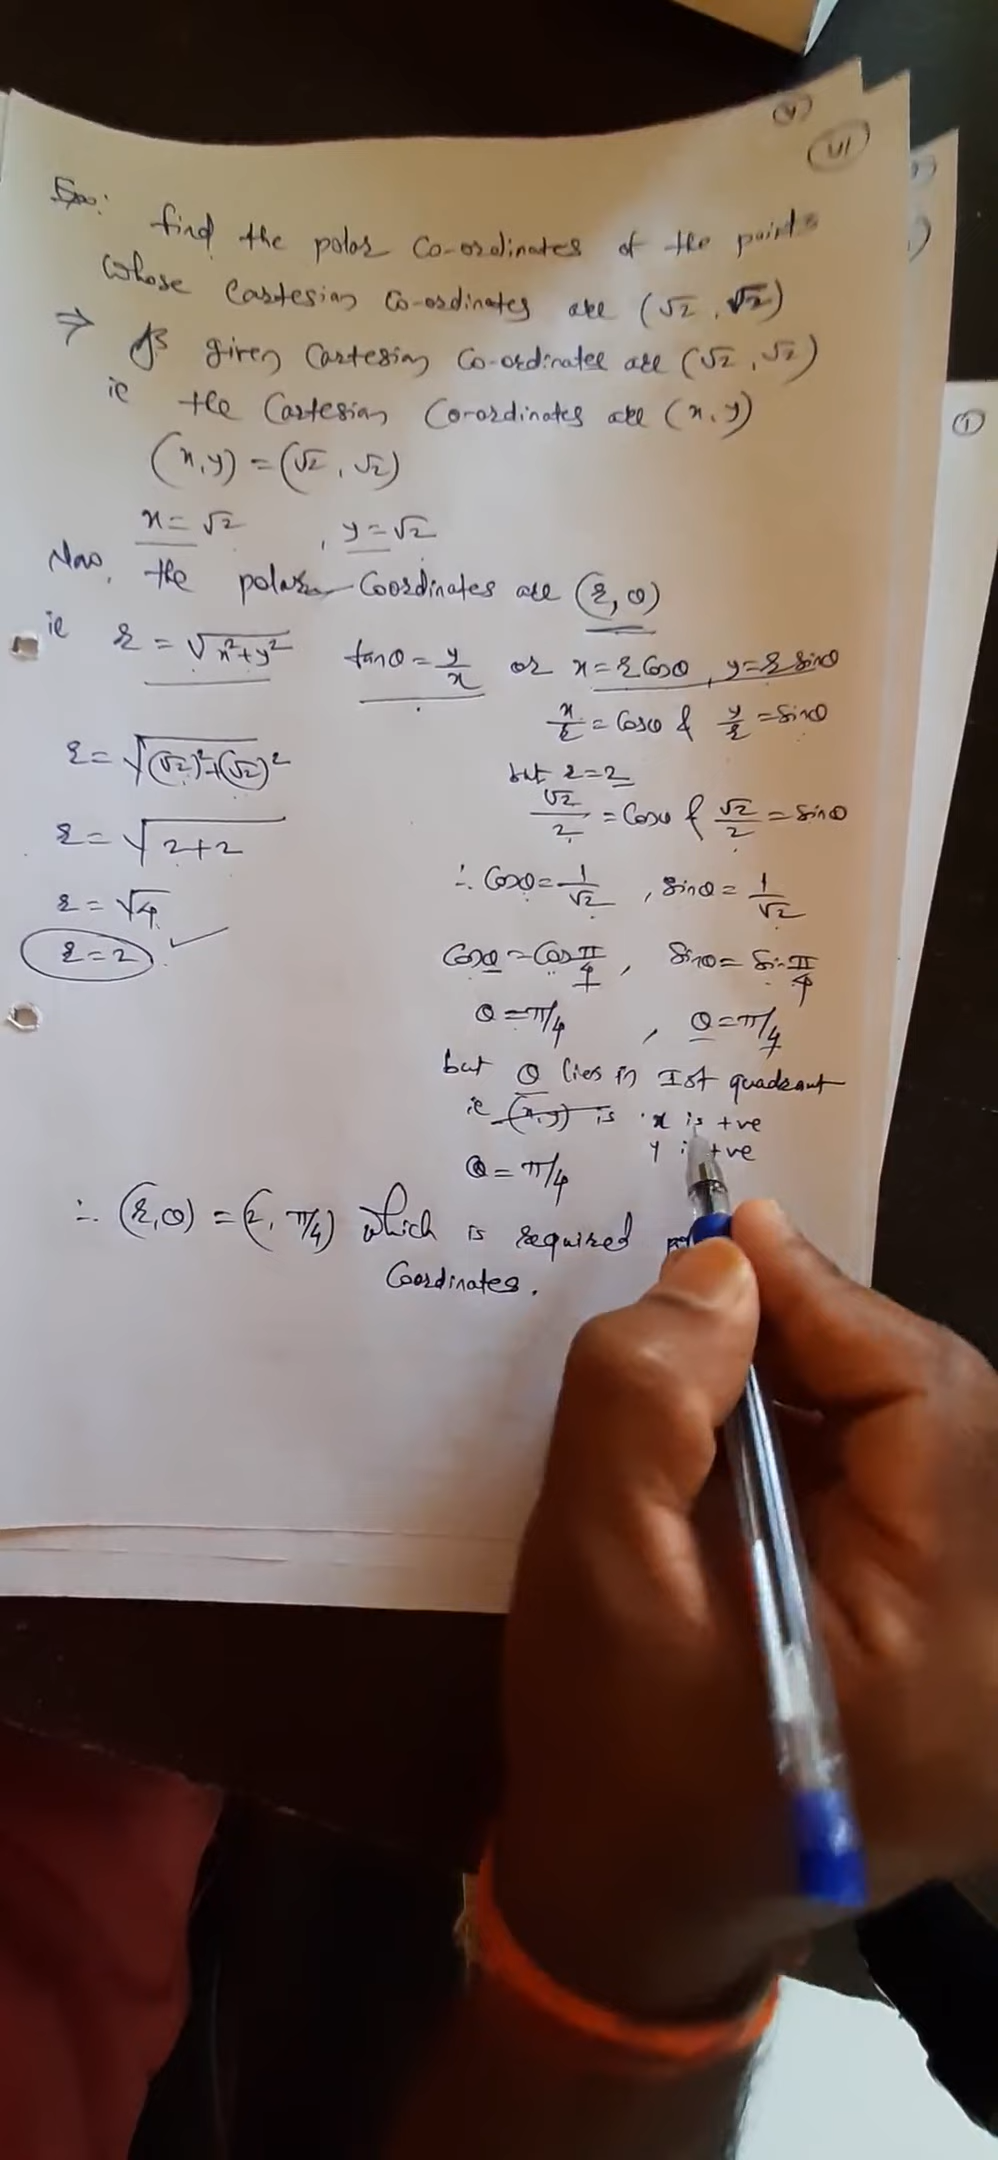 V
VI
Ex: find the polar Co-ordinates of the points
whose Cartesian Co-ordinates are (√2, √2)
⇒ As given Cartesian Co-ordinates are (√2, √2)
ie the Cartesian Co-ordinates are (x, y)
(x, y) = (√2, √2)
x = √2 , y = √2
Now, the polar Coordinates are (r, θ)
ie r = √x²+y² tanθ = y/x or x = r Cosθ, y = r sinθ
x/r = Cosθ & y/r = Sinθ
r = √(√2)²+(√2)²
but r = 2
√2/2 = Cosθ & √2/2 = sinθ
r = √2+2
∴ Cosθ = 1/√2 , sinθ = 1/√2
r = √4
r = 2 ✓
Cosθ = Cos π/4 , Sinθ = Sin π/4
θ = π/4 , θ = π/4
but θ lies in Ist quadrant
ie (x,y) is x is +ve
y is +ve
θ = π/4
∴ (r, θ) = (2, π/4) which is required
Coordinates.
1